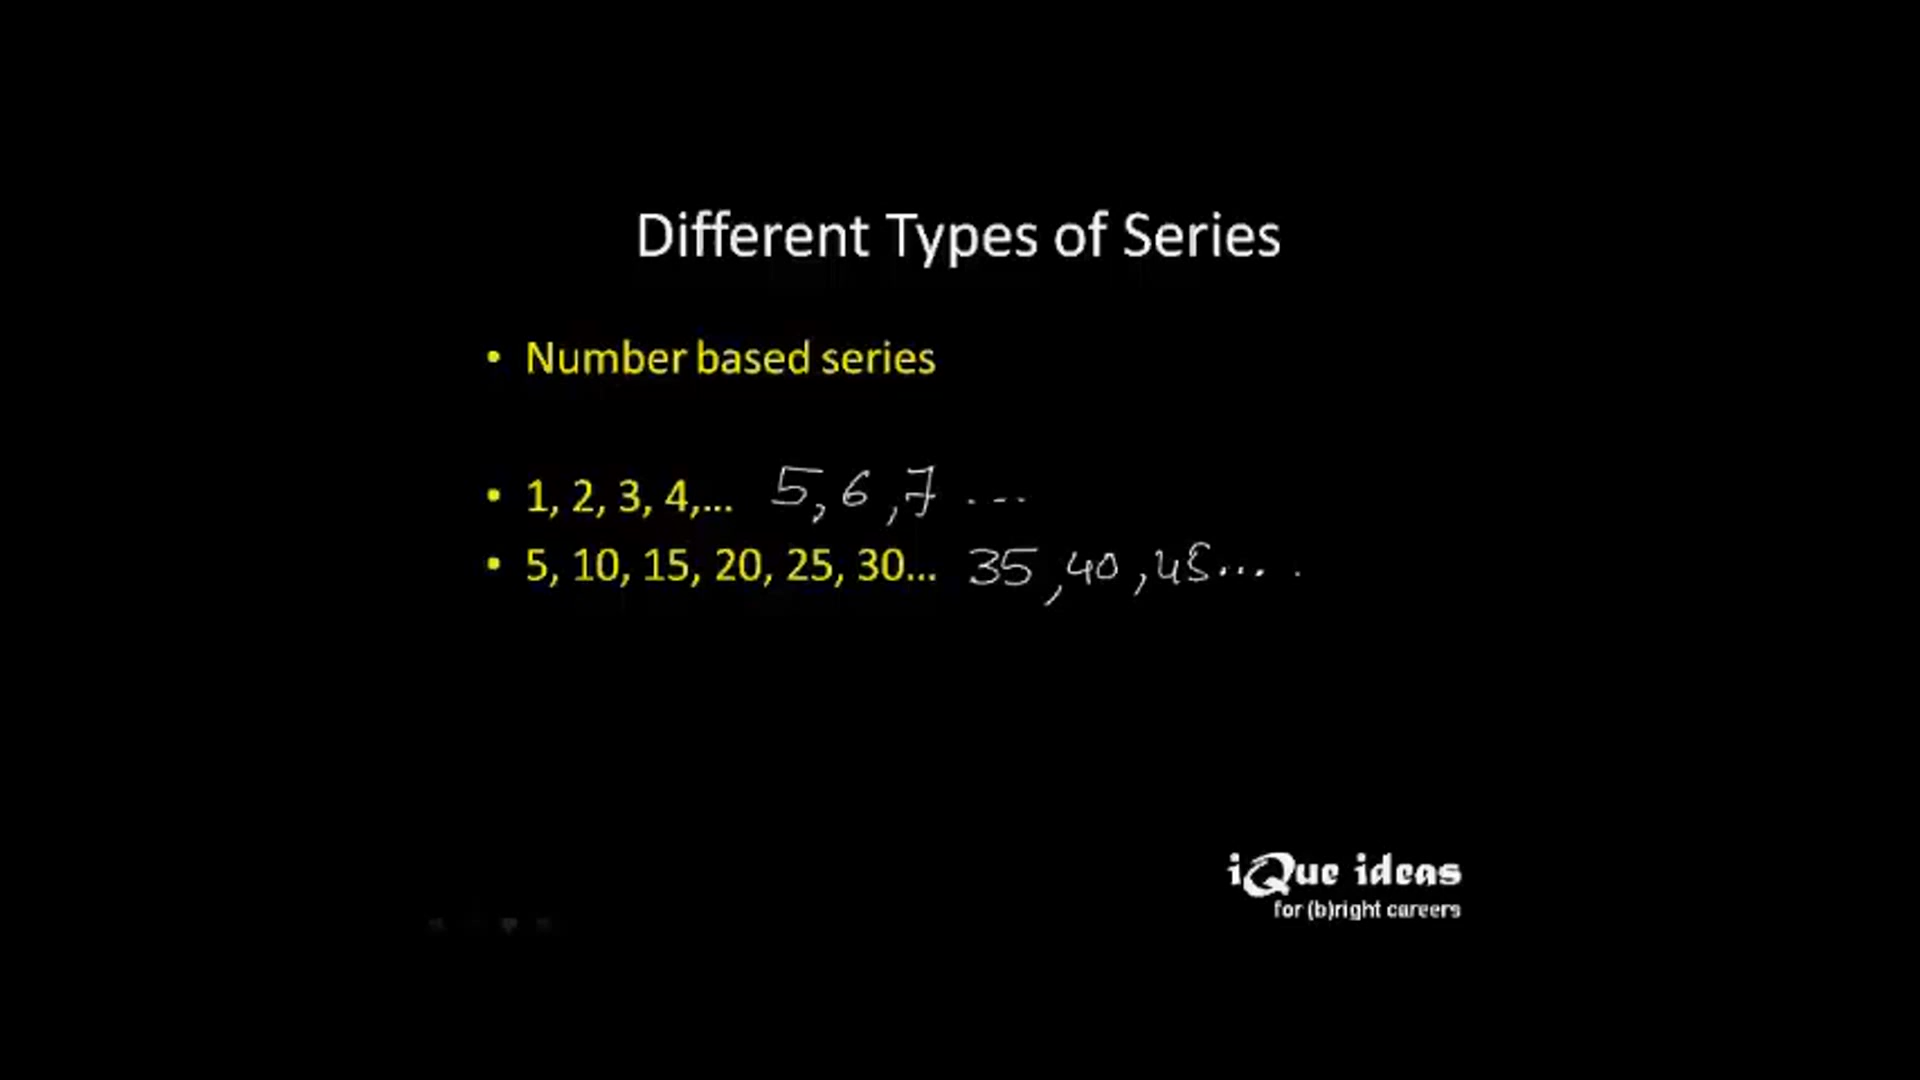 Different Types of Series
• Number based series
• 1, 2, 3, 4,... 5, 6, 7 ...
• 5, 10, 15, 20, 25, 30... 35, 40, 45... .
iQue ideas
for (b)right careers